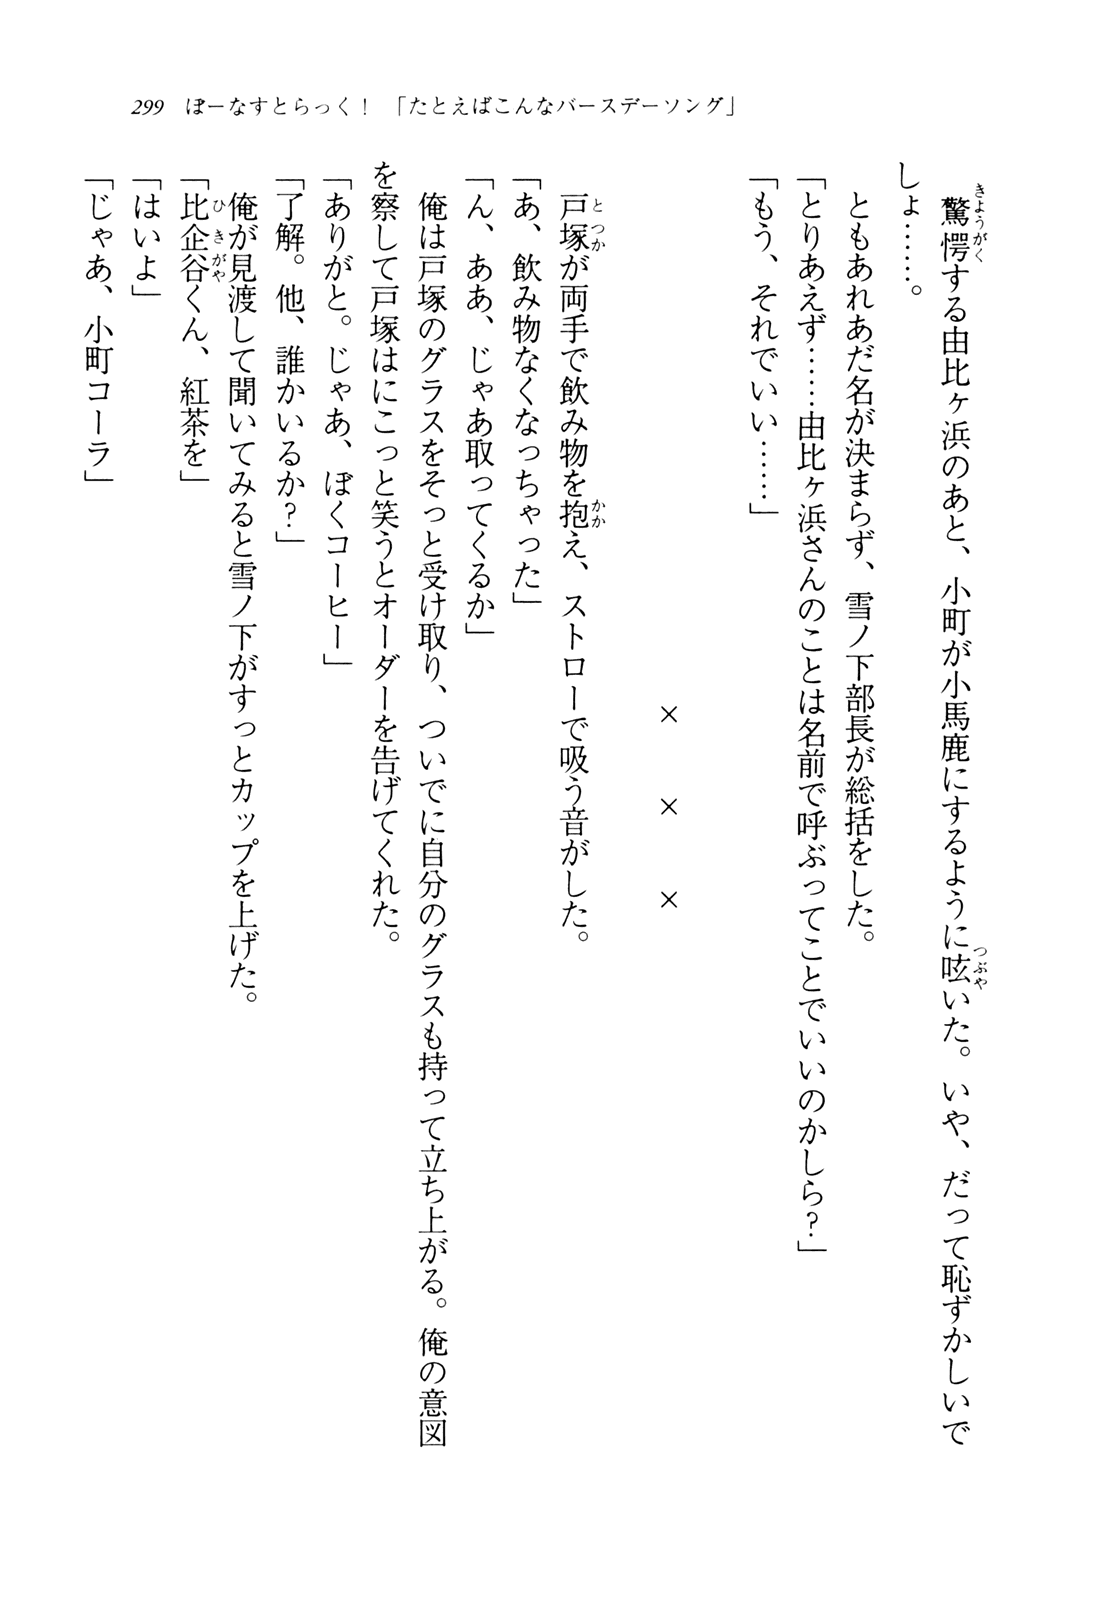 299 ぼーなすとらっく！ 「たとえばこんなバースデーソング」
驚愕する由比ヶ浜のあと、小町が小馬鹿にするように呟いた。いや、だって恥ずかしいで
しょ……。
ともあれあだ名が決まらず、雪ノ下部長が総括をした。
「とりあえず……由比ヶ浜さんのことは名前で呼ぶってことでいいのかしら？」
「もう、それでいい……」
× × ×
戸塚が両手で飲み物を抱え、ストローで吸う音がした。
「あ、飲み物なくなっちゃった」
「ん、ああ、じゃあ取ってくるか」
俺は戸塚のグラスをそっと受け取り、ついでに自分のグラスも持って立ち上がる。俺の意図
を察して戸塚はにこっと笑うとオーダーを告げてくれた。
「ありがと。じゃあ、ぼくコーヒー」
「了解。他、誰かいるか？」
俺が見渡して聞いてみると雪ノ下がすっとカップを上げた。
「比企谷くん、紅茶を」
「はいよ」
「じゃあ、小町コーラ」